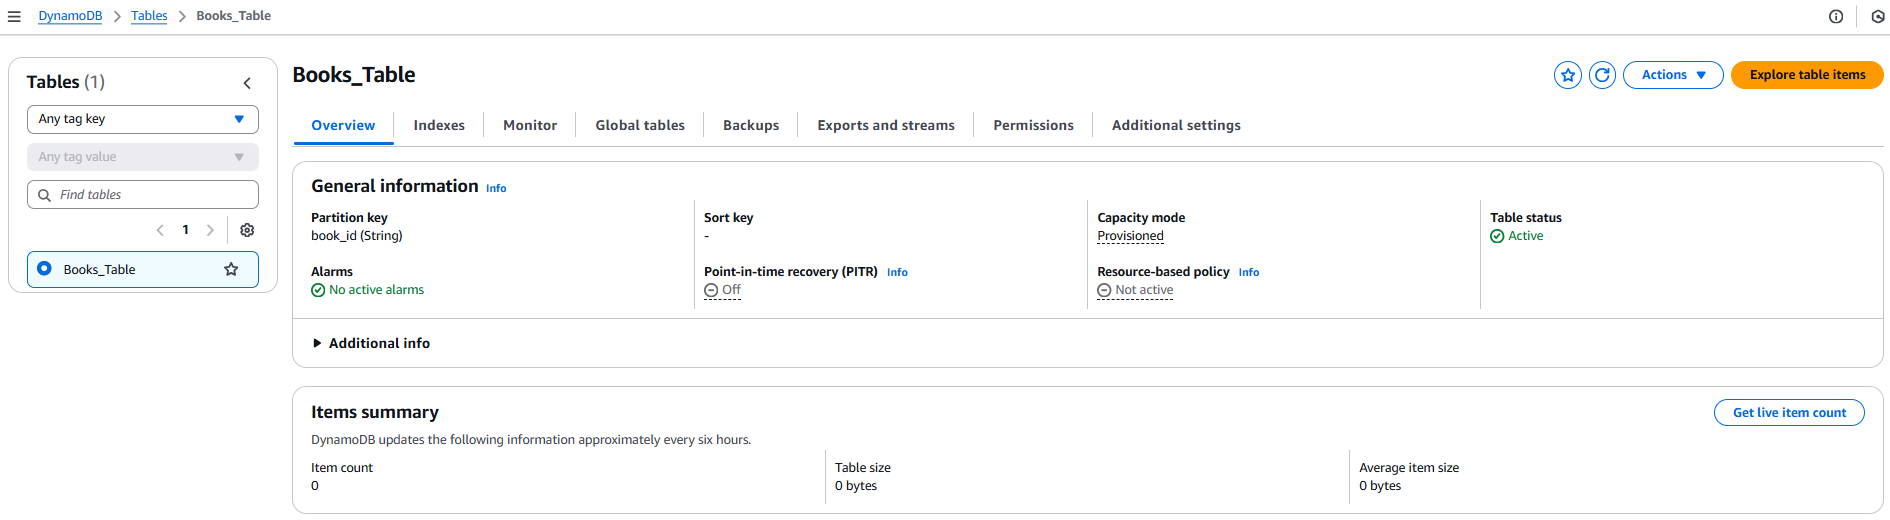 DynamoDB > Tables > Books_Table
Tables (1)
Any tag key
Any tag value
Find tables
1
Books_Table
Books_Table
Actions
Explore table items
Overview
Indexes
Monitor
Global tables
Backups
Exports and streams
Permissions
Additional settings
General information Info
Partition key
book_id (String)
Sort key
-
Capacity mode
Provisioned
Table status
Active
Alarms
No active alarms
Point-in-time recovery (PITR) Info
Off
Resource-based policy Info
Not active
Additional info
Items summary
Get live item count
DynamoDB updates the following information approximately every six hours.
Item count
0
Table size
0 bytes
Average item size
0 bytes